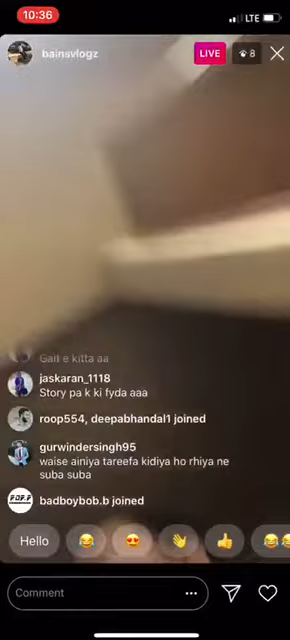 10:36
LTE
bainsvlogz
LIVE
8
Gall e kitta aa
jaskaran_1118
Story pa k ki fyda aaa
roop554, deepabhandal1 joined
gurwindersingh95
waise ainiya tareefa kidiya ho rhiya ne
suba suba
badboybob.b joined
Hello
Comment